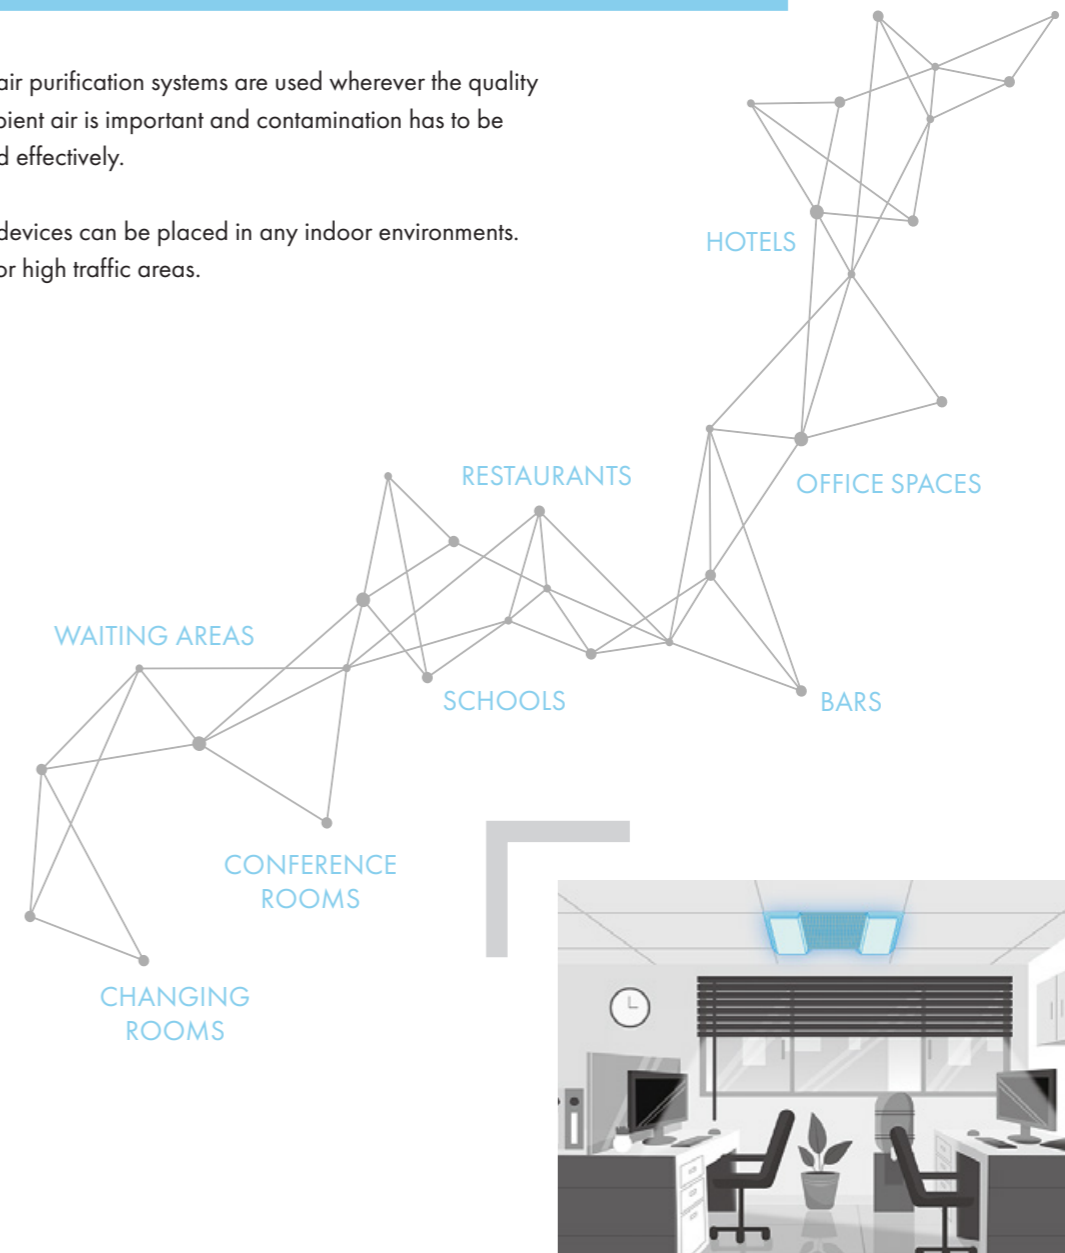 air purification systems are used wherever the quality
bient air is important and contamination has to be
d effectively.
devices can be placed in any indoor environments.
or high traffic areas.
HOTELS
RESTAURANTS
OFFICE SPACES
WAITING AREAS
SCHOOLS
BARS
CONFERENCE
ROOMS
CHANGING
ROOMS